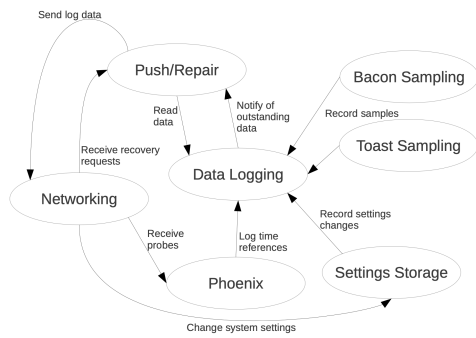 Send log data
Push/Repair
Bacon Sampling
Read
data
Notify of
outstanding
data
Record samples
Toast Sampling
Receive recovery
requests
Data Logging
Networking
Record settings
changes
Receive
probes
Log time
references
Phoenix
Settings Storage
Change system settings